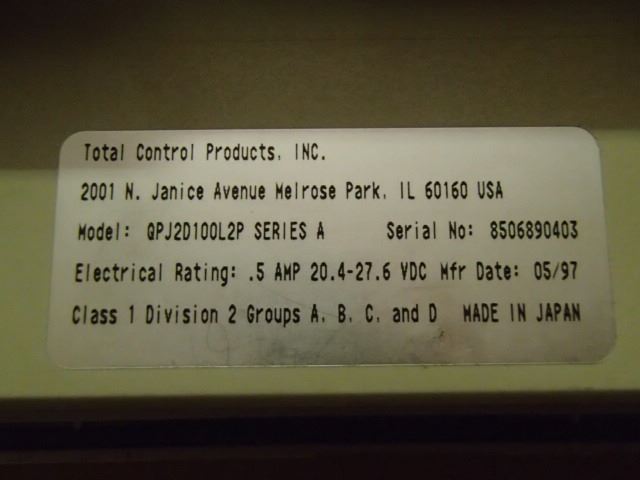 Total Control Products, INC.
2001 N. Janice Avenue Melrose Park, IL 60160 USA
Model: QPJ2D100L2P SERIES A Serial No: 8506890403
Electrical Rating: .5 AMP 20.4-27.6 VDC Mfr Date: 05/97
Class 1 Division 2 Groups A, B, C, and D MADE IN JAPAN